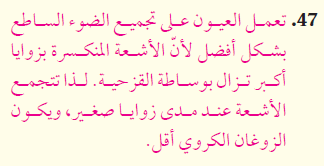 47. تعمل العيون على تجميع الضوء الساطع
بشكل أفضل لأنّ الأشعة المنكسرة بزوايا
أكبر تزال بوساطة القزحية. لذا تتجمع
الأشعة عند مدى زوايا صغير، ويكون
الزوغان الكروي أقل.